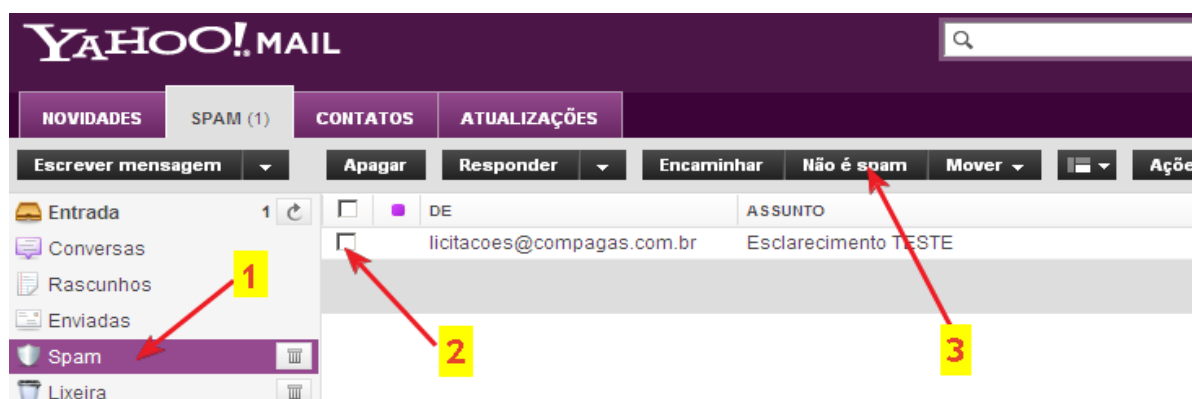 YAHOO! MAIL
NOVIDADES SPAM (1) CONTATOS ATUALIZAÇÕES
Escrever mensagem Apagar Responder Encaminhar Não é spam Mover Açõe
Entrada 1 DE ASSUNTO
Conversas licitacoes@compagas.com.br Esclarecimento TESTE
Rascunhos 1
Enviadas
Spam 2 3
Lixeira